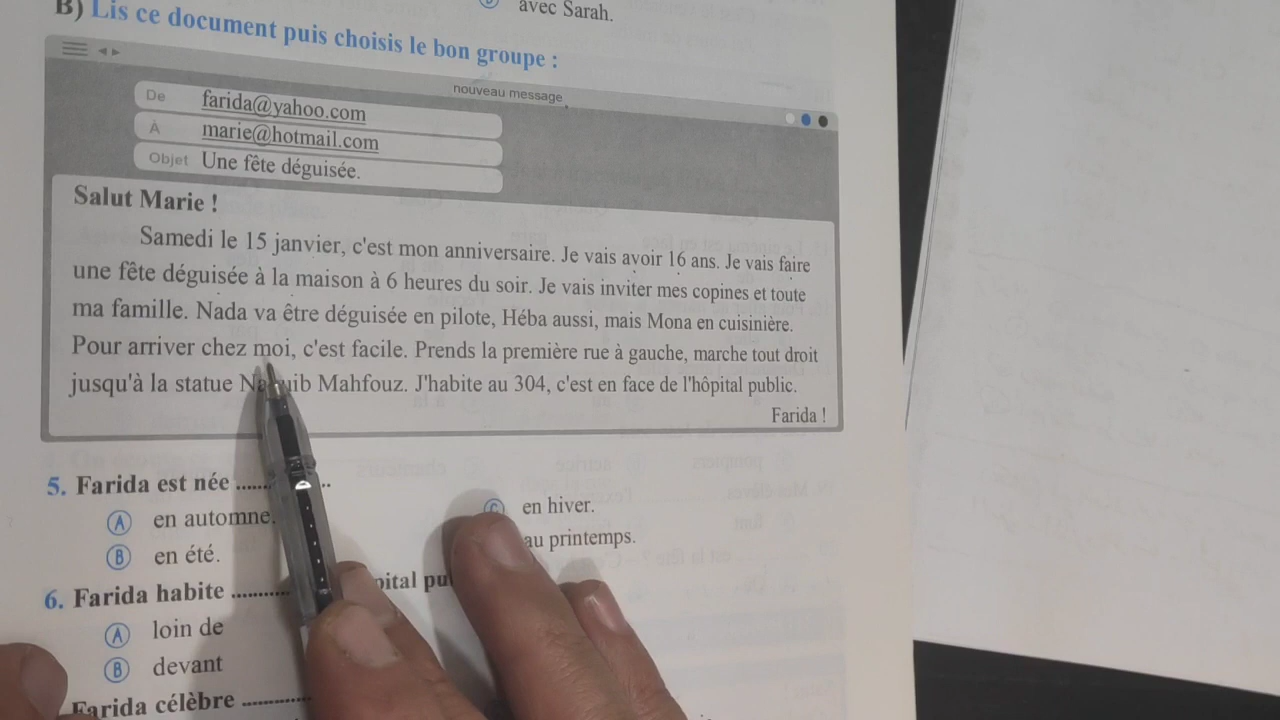 avec Sarah.
B) Lis ce document puis choisis le bon groupe :
nouveau message
De farida@yahoo.com
À marie@hotmail.com
Objet Une fête déguisée.
Salut Marie !
Samedi le 15 janvier, c'est mon anniversaire. Je vais avoir 16 ans. Je vais faire
une fête déguisée à la maison à 6 heures du soir. Je vais inviter mes copines et toute
ma famille. Nada va être déguisée en pilote, Héba aussi, mais Mona en cuisinière.
Pour arriver chez moi, c'est facile. Prends la première rue à gauche, marche tout droit
jusqu'à la statue Naguib Mahfouz. J'habite au 304, c'est en face de l'hôpital public.
Farida !
5. Farida est née ............
A en automne.
C en hiver.
B en été.
au printemps.
6. Farida habite ..........
A loin de
B devant
Farida célèbre ..........